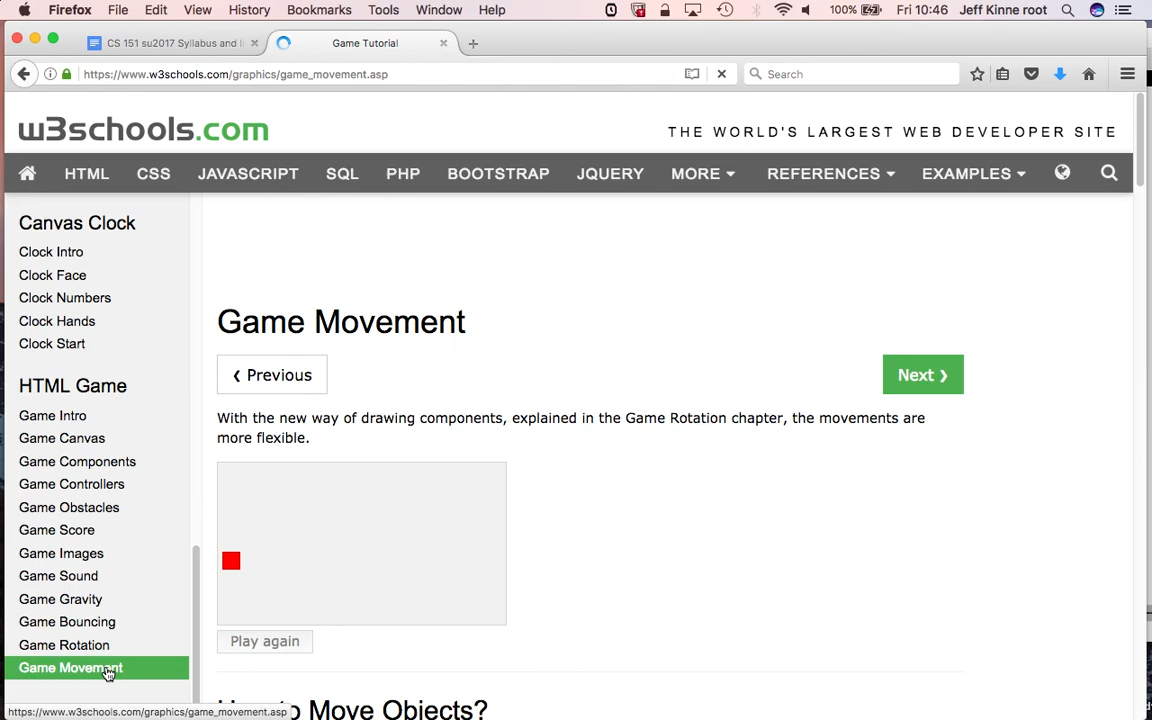 Firefox File Edit View History Bookmarks Tools Window Help 100% Fri 10:46 Jeff Kinne root
CS 151 su2017 Syllabus and
Game Tutorial
https://www.w3schools.com/graphics/game_movement.asp
Search
w3schools.com
THE WORLD'S LARGEST WEB DEVELOPER SITE
HTML CSS JAVASCRIPT SQL PHP BOOTSTRAP JQUERY MORE REFERENCES EXAMPLES
Canvas Clock
Clock Intro
Clock Face
Clock Numbers
Clock Hands
Clock Start
HTML Game
Game Intro
Game Canvas
Game Components
Game Controllers
Game Obstacles
Game Score
Game Images
Game Sound
Game Gravity
Game Bouncing
Game Rotation
Game Movement
Game Movement
❮ Previous
Next ❯
With the new way of drawing components, explained in the Game Rotation chapter, the movements are
more flexible.
Play again
How to Move Objects?
https://www.w3schools.com/graphics/game_movement.asp